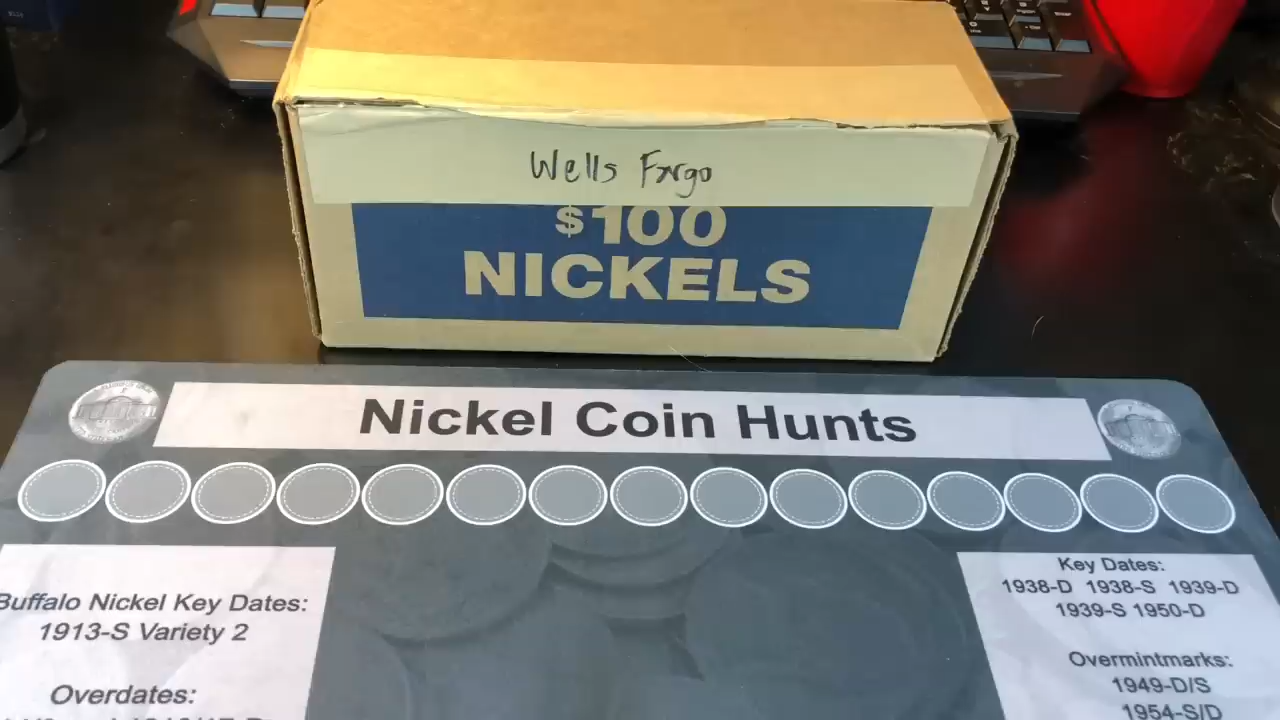 Wells Fargo
$100
NICKELS
Nickel Coin Hunts
Buffalo Nickel Key Dates:
1913-S Variety 2
Overdates:
Key Dates:
1938-D 1938-S 1939-D
1939-S 1950-D
Overmintmarks:
1949-D/S
1954-S/D